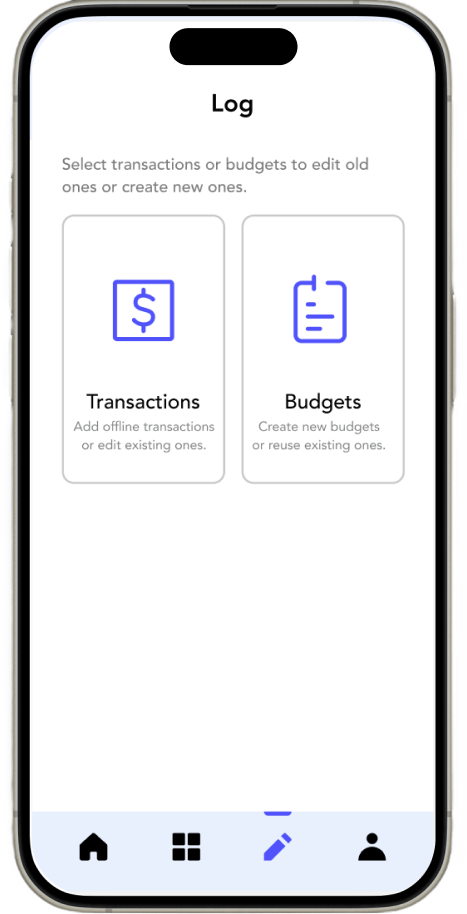 Log
Select transactions or budgets to edit old
ones or create new ones.
$
Transactions
Add offline transactions
or edit existing ones.
Budgets
Create new budgets
or reuse existing ones.